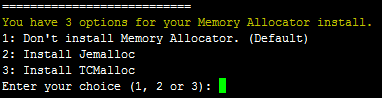 ===========================
You have 3 options for your Memory Allocator install.
1: Don't install Memory Allocator. (Default)
2: Install Jemalloc
3: Install TCMalloc
Enter your choice (1, 2 or 3):